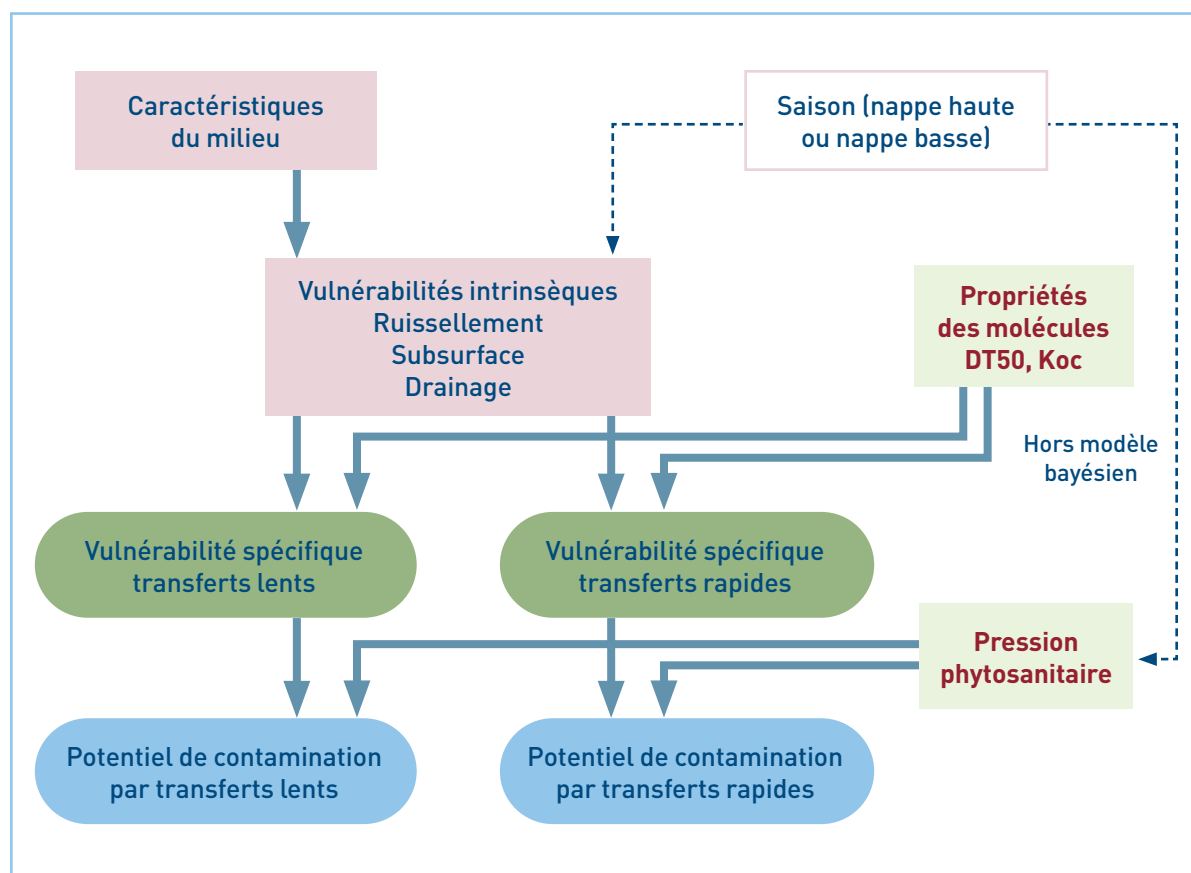 Caractéristiques
du milieu
Saison (nappe haute
ou nappe basse)
Vulnérabilités intrinsèques
Ruissellement
Subsurface
Drainage
Propriétés
des molécules
DT50, Koc
Hors modèle
bayésien
Vulnérabilité spécifique
transferts lents
Vulnérabilité spécifique
transferts rapides
Pression
phytosanitaire
Potentiel de contamination
par transferts lents
Potentiel de contamination
par transferts rapides